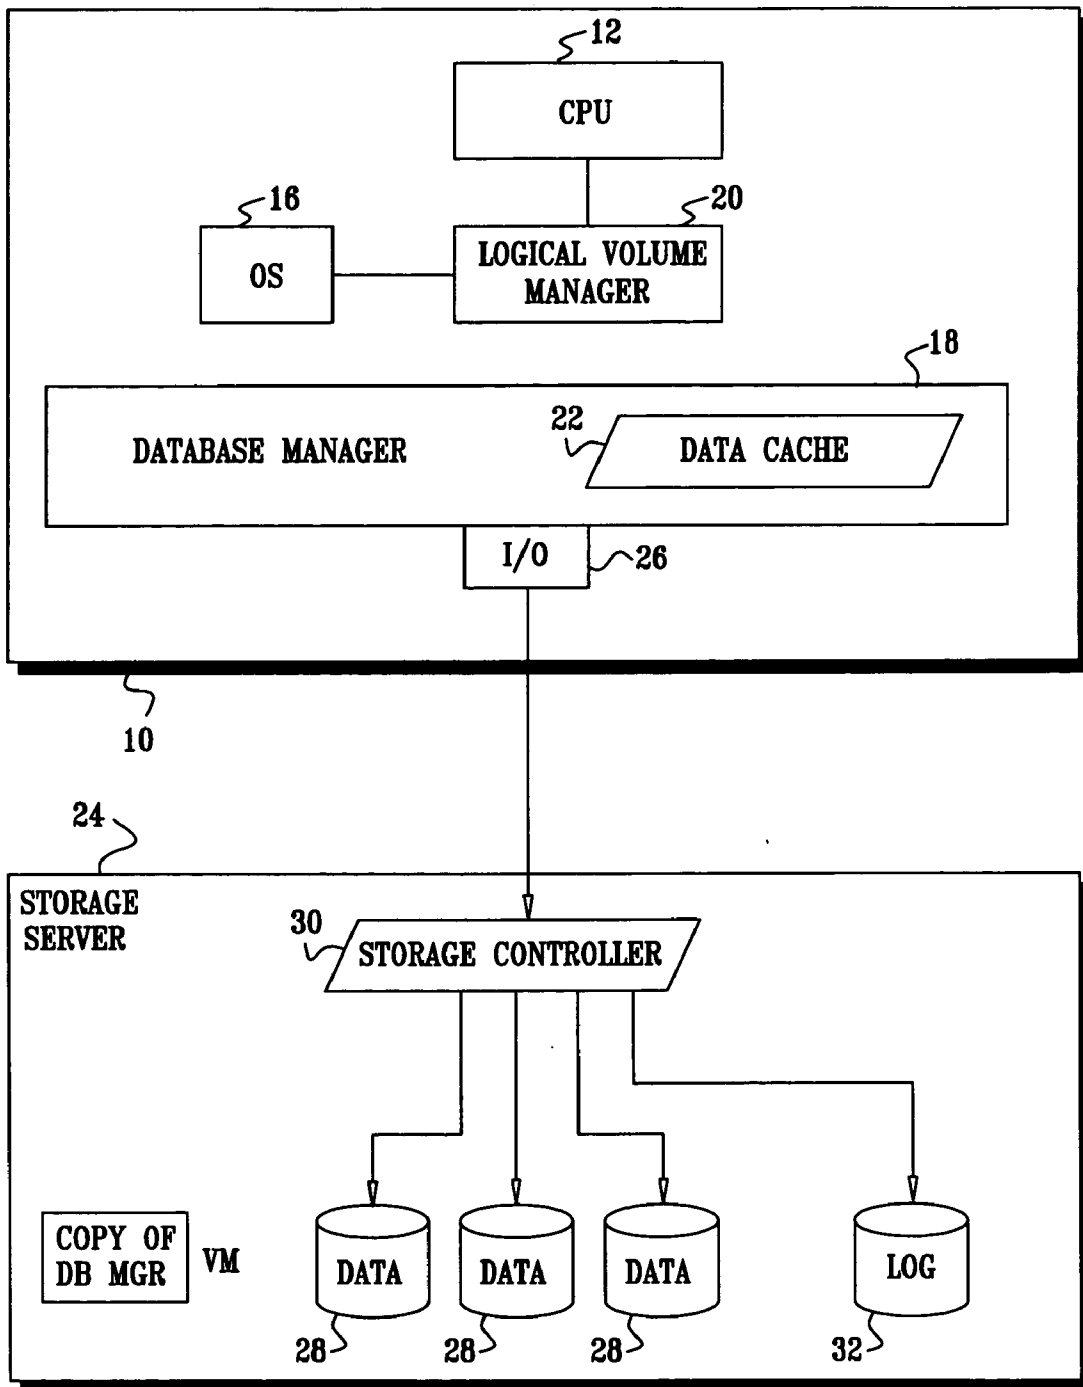 12
CPU
16
20
OS
LOGICAL VOLUME
MANAGER
18
DATABASE MANAGER
22
DATA CACHE
I/O
26
10
24
STORAGE
SERVER
30
STORAGE CONTROLLER
COPY OF
DB MGR
VM
DATA
DATA
DATA
LOG
28
28
28
32